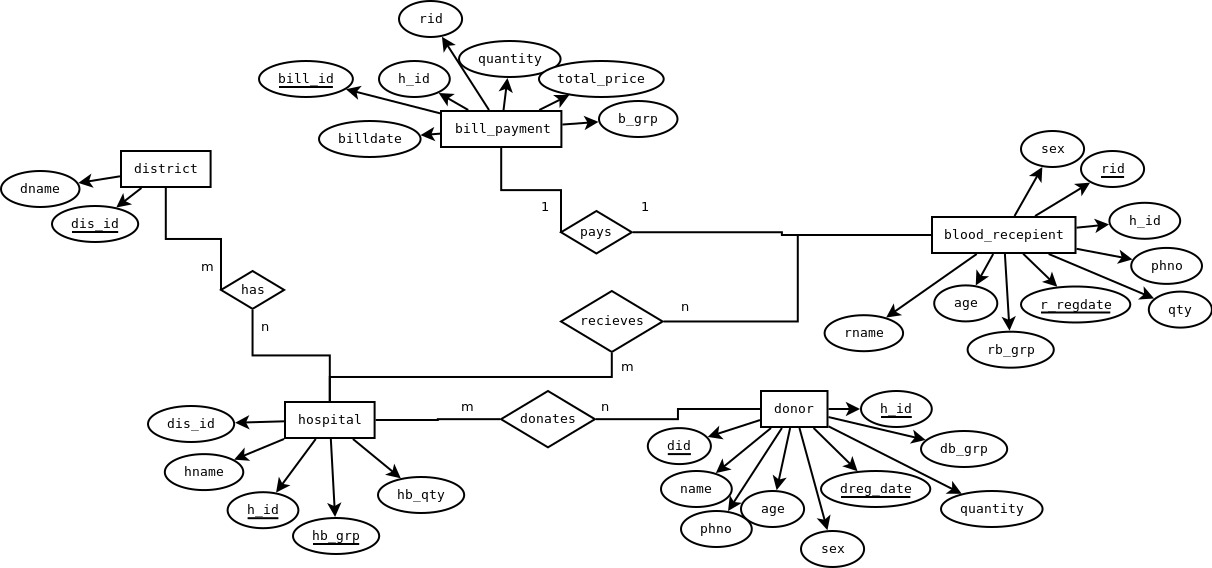 rid
quantity
bill_id
h_id
total_price
b_grp
bill_payment
billdate
sex
rid
district
dname
dis_id
h_id
1
1
pays
blood_recepient
m
phno
has
age
r_regdate
qty
n
recieves
n
rname
rb_grp
m
m
n
donates
donor
h_id
dis_id
hospital
did
db_grp
hname
hb_qty
name
age
dreg_date
quantity
h_id
phno
hb_grp
sex